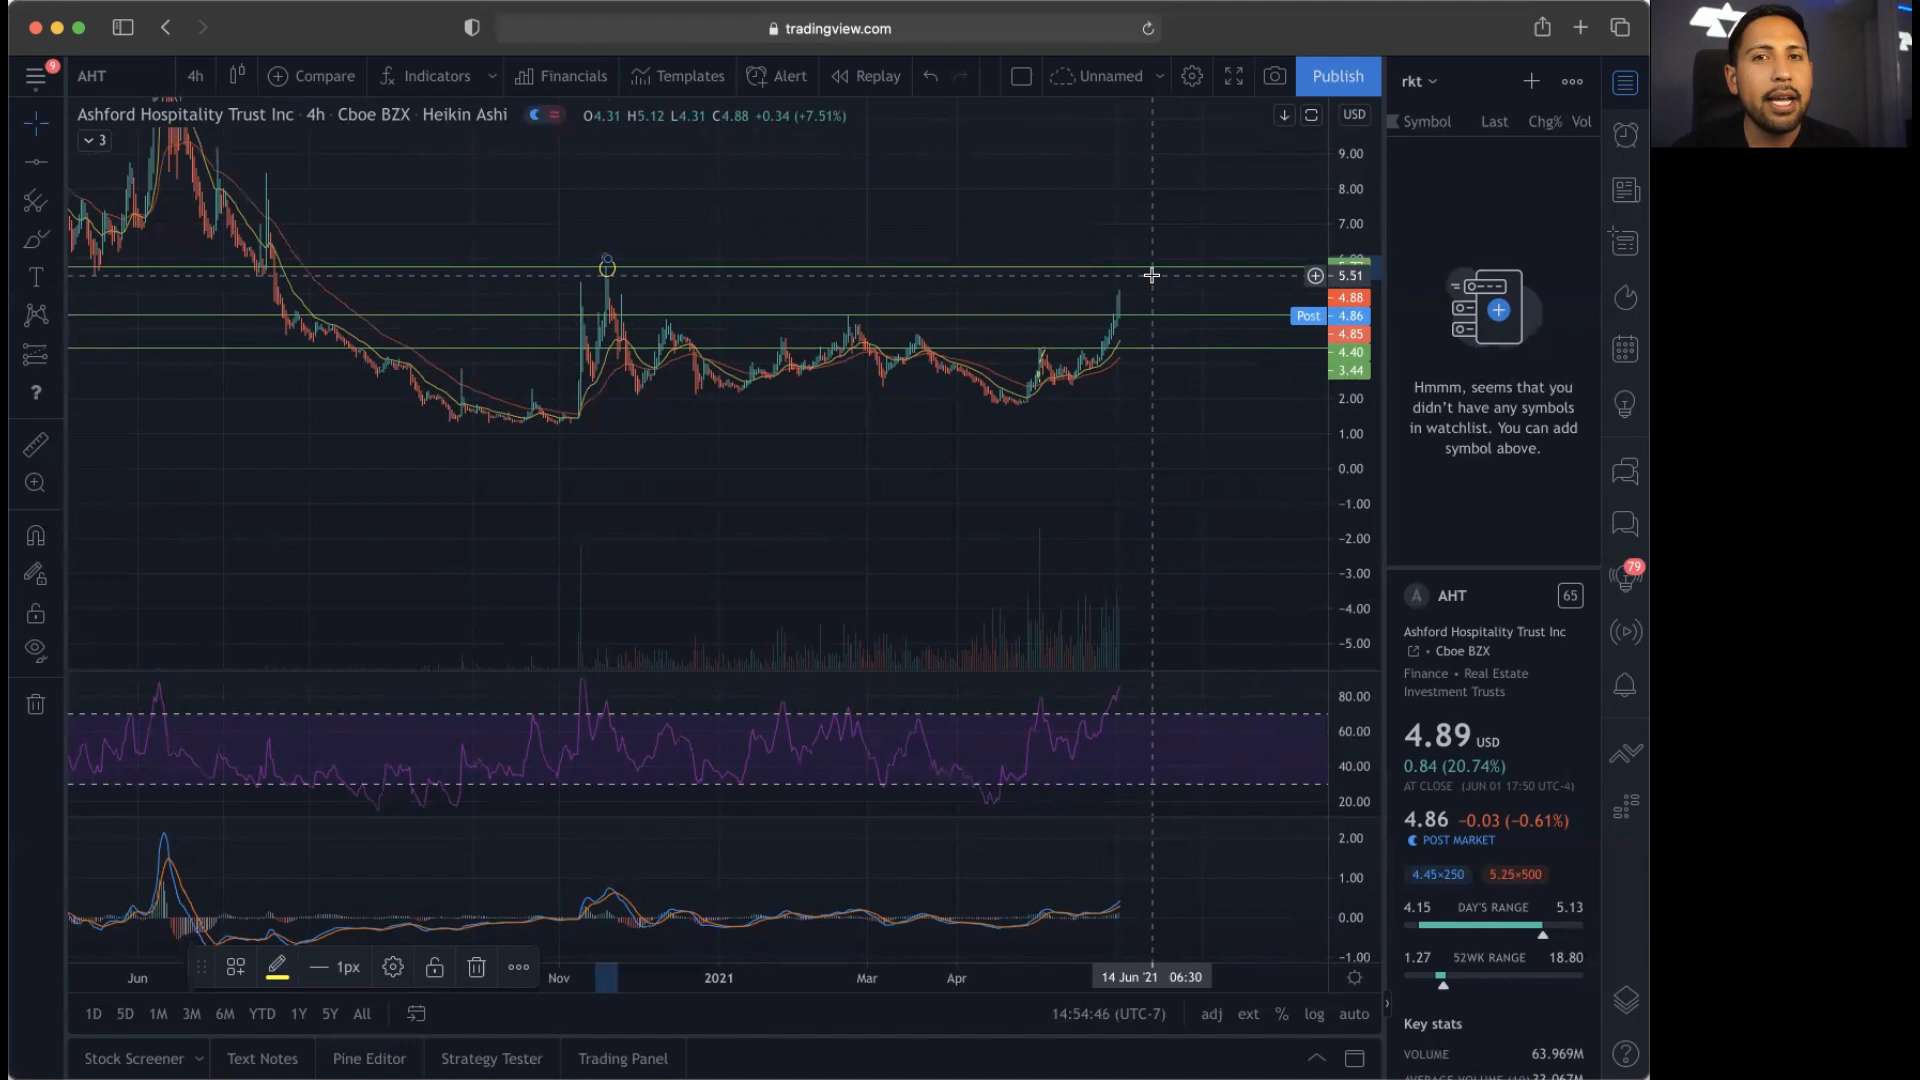 tradingview.com
9
AHT
4h
Compare
Indicators
Financials
Templates
Alert
Replay
Unnamed
Publish
rkt
Ashford Hospitality Trust Inc · 4h · Cboe BZX · Heikin Ashi
O4.31 H5.12 L4.31 C4.88 +0.34 (+7.51%)
USD
3
Symbol
Last
Chg%
Vol
9.00
8.00
7.00
5.51
4.88
Post
4.86
4.85
4.40
3.44
2.00
1.00
0.00
-1.00
-2.00
-3.00
-4.00
-5.00
80.00
60.00
40.00
20.00
2.00
1.00
0.00
-1.00
Hmmm, seems that you
didn't have any symbols
in watchlist. You can add
symbol above.
79
AHT
65
Ashford Hospitality Trust Inc
• Cboe BZX
Finance • Real Estate
Investment Trusts
4.89 USD
0.84 (20.74%)
AT CLOSE (JUN 01 17:50 UTC-4)
4.86 −0.03 (−0.61%)
POST MARKET
4.45×250
5.25×500
4.15 DAY'S RANGE 5.13
1.27 52WK RANGE 18.80
Key stats
VOLUME 63.969M
1px
Jun
Nov
2021
Mar
Apr
14 Jun '21 06:30
1D
5D
1M
3M
6M
YTD
1Y
5Y
All
14:54:46 (UTC-7)
adj
ext
%
log
auto
Stock Screener
Text Notes
Pine Editor
Strategy Tester
Trading Panel